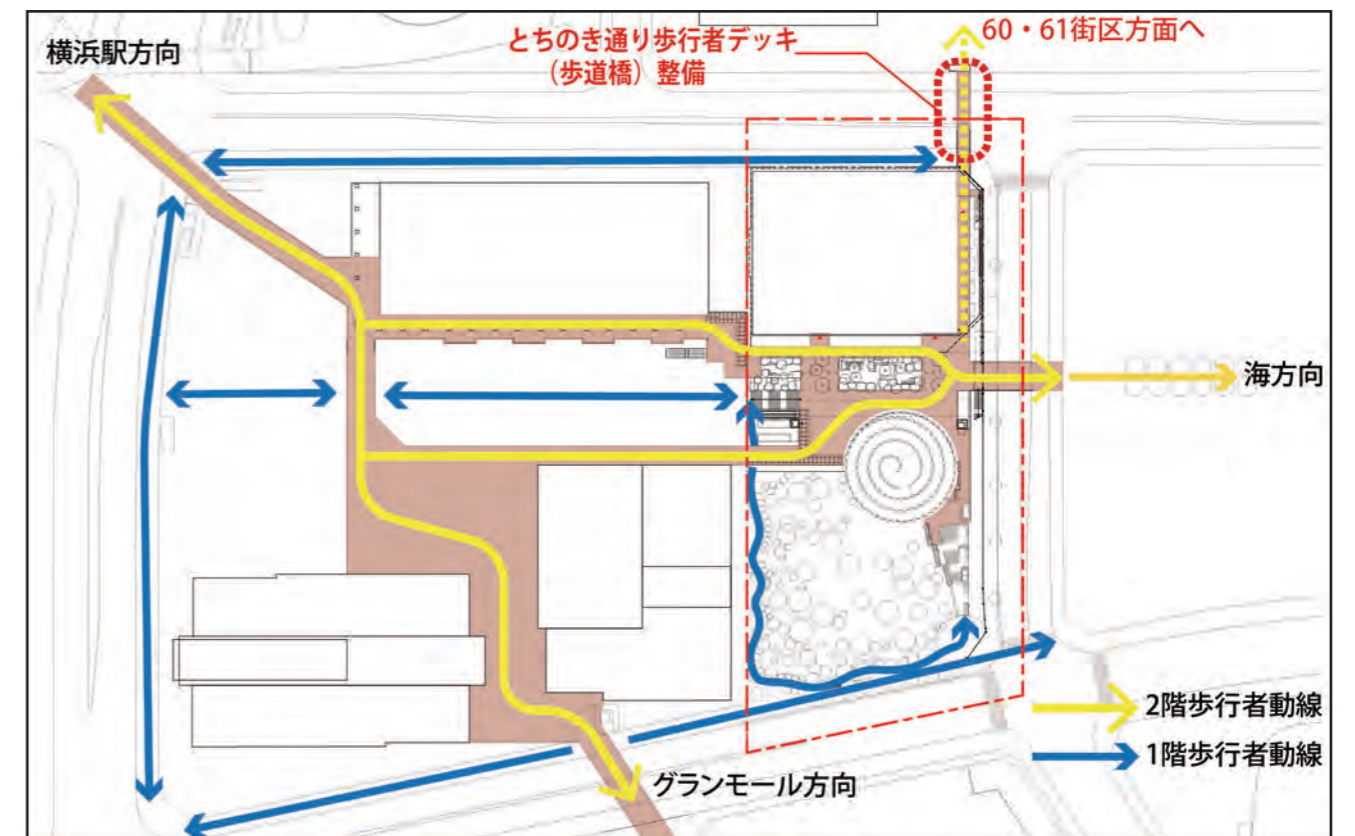 横浜駅方向
とちのき通り歩行者デッキ
（歩道橋）整備
60・61街区方面へ
海方向
2階歩行者動線
1階歩行者動線
グランモール方向